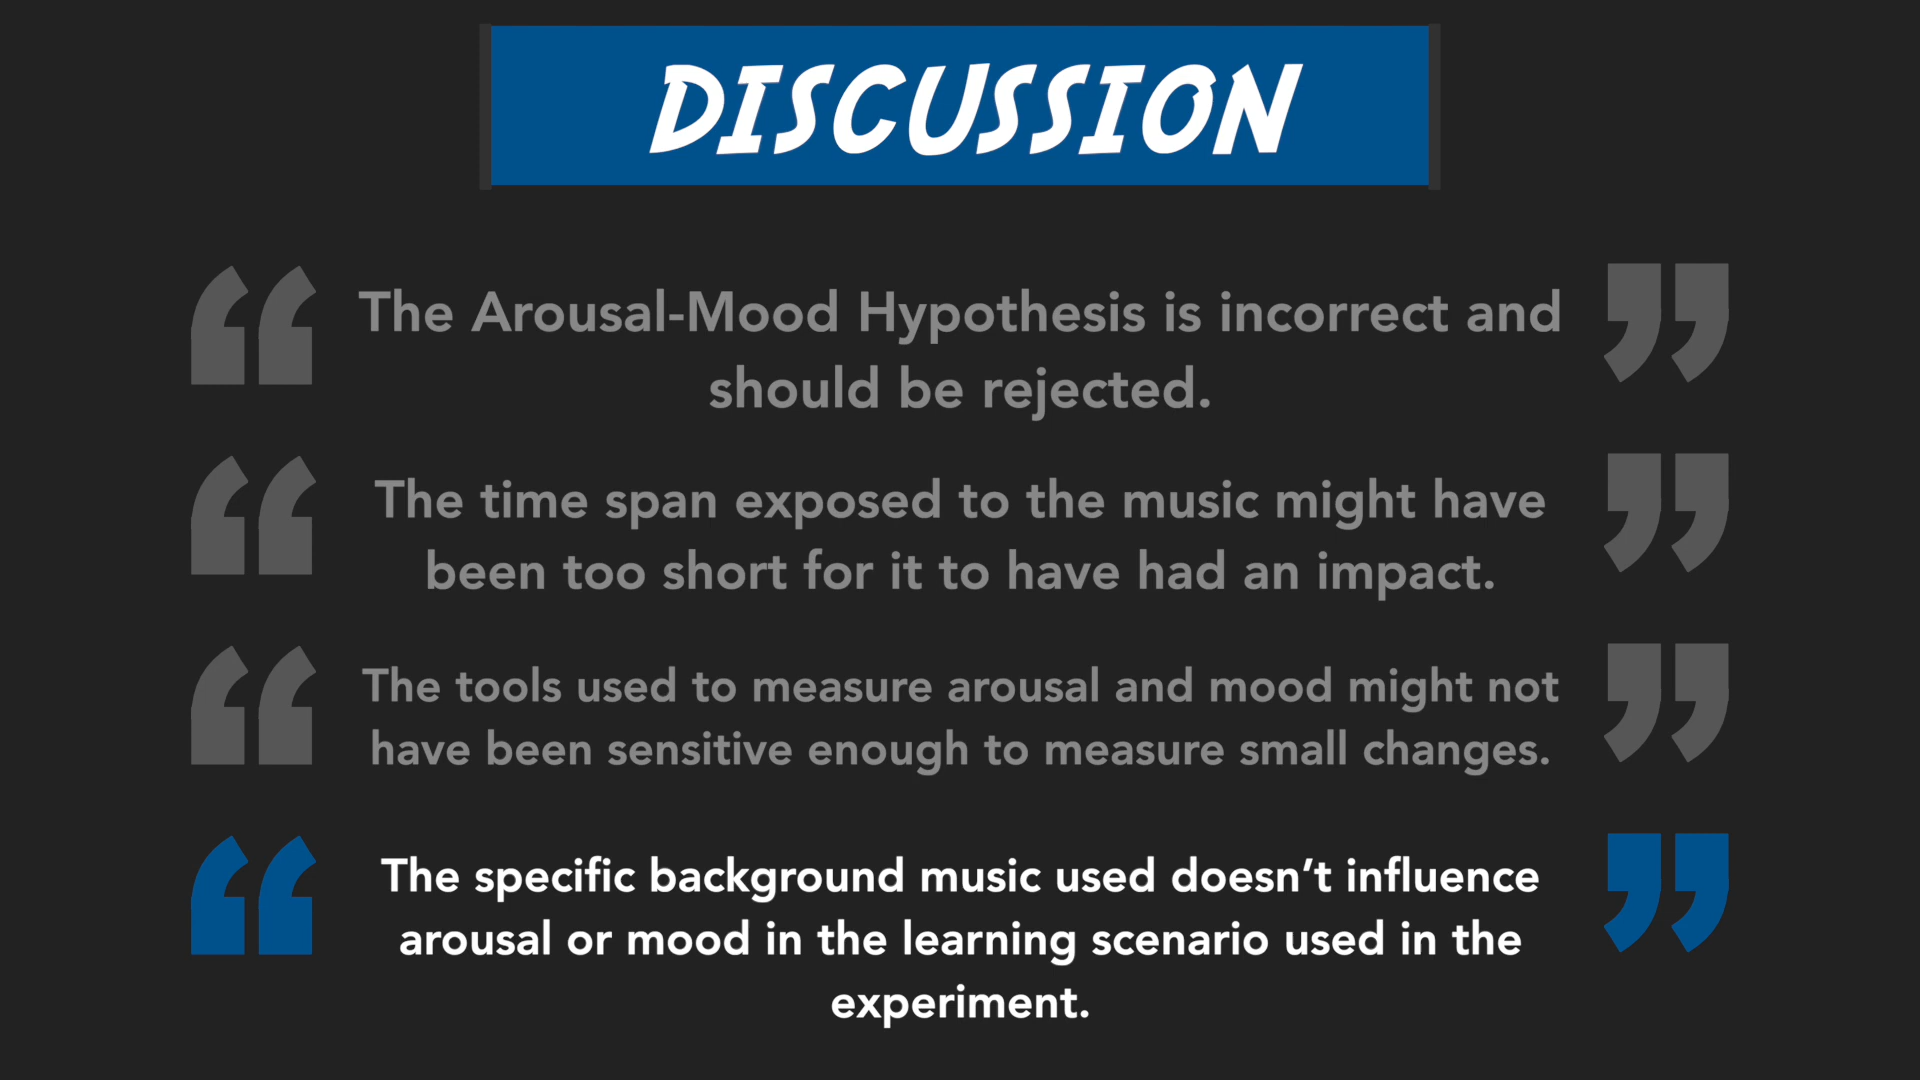 DISCUSSION
“ The Arousal-Mood Hypothesis is incorrect and ”
should be rejected.
“ The time span exposed to the music might have ”
been too short for it to have had an impact.
“ The tools used to measure arousal and mood might not ”
have been sensitive enough to measure small changes.
“ The specific background music used doesn’t influence ”
arousal or mood in the learning scenario used in the
experiment.